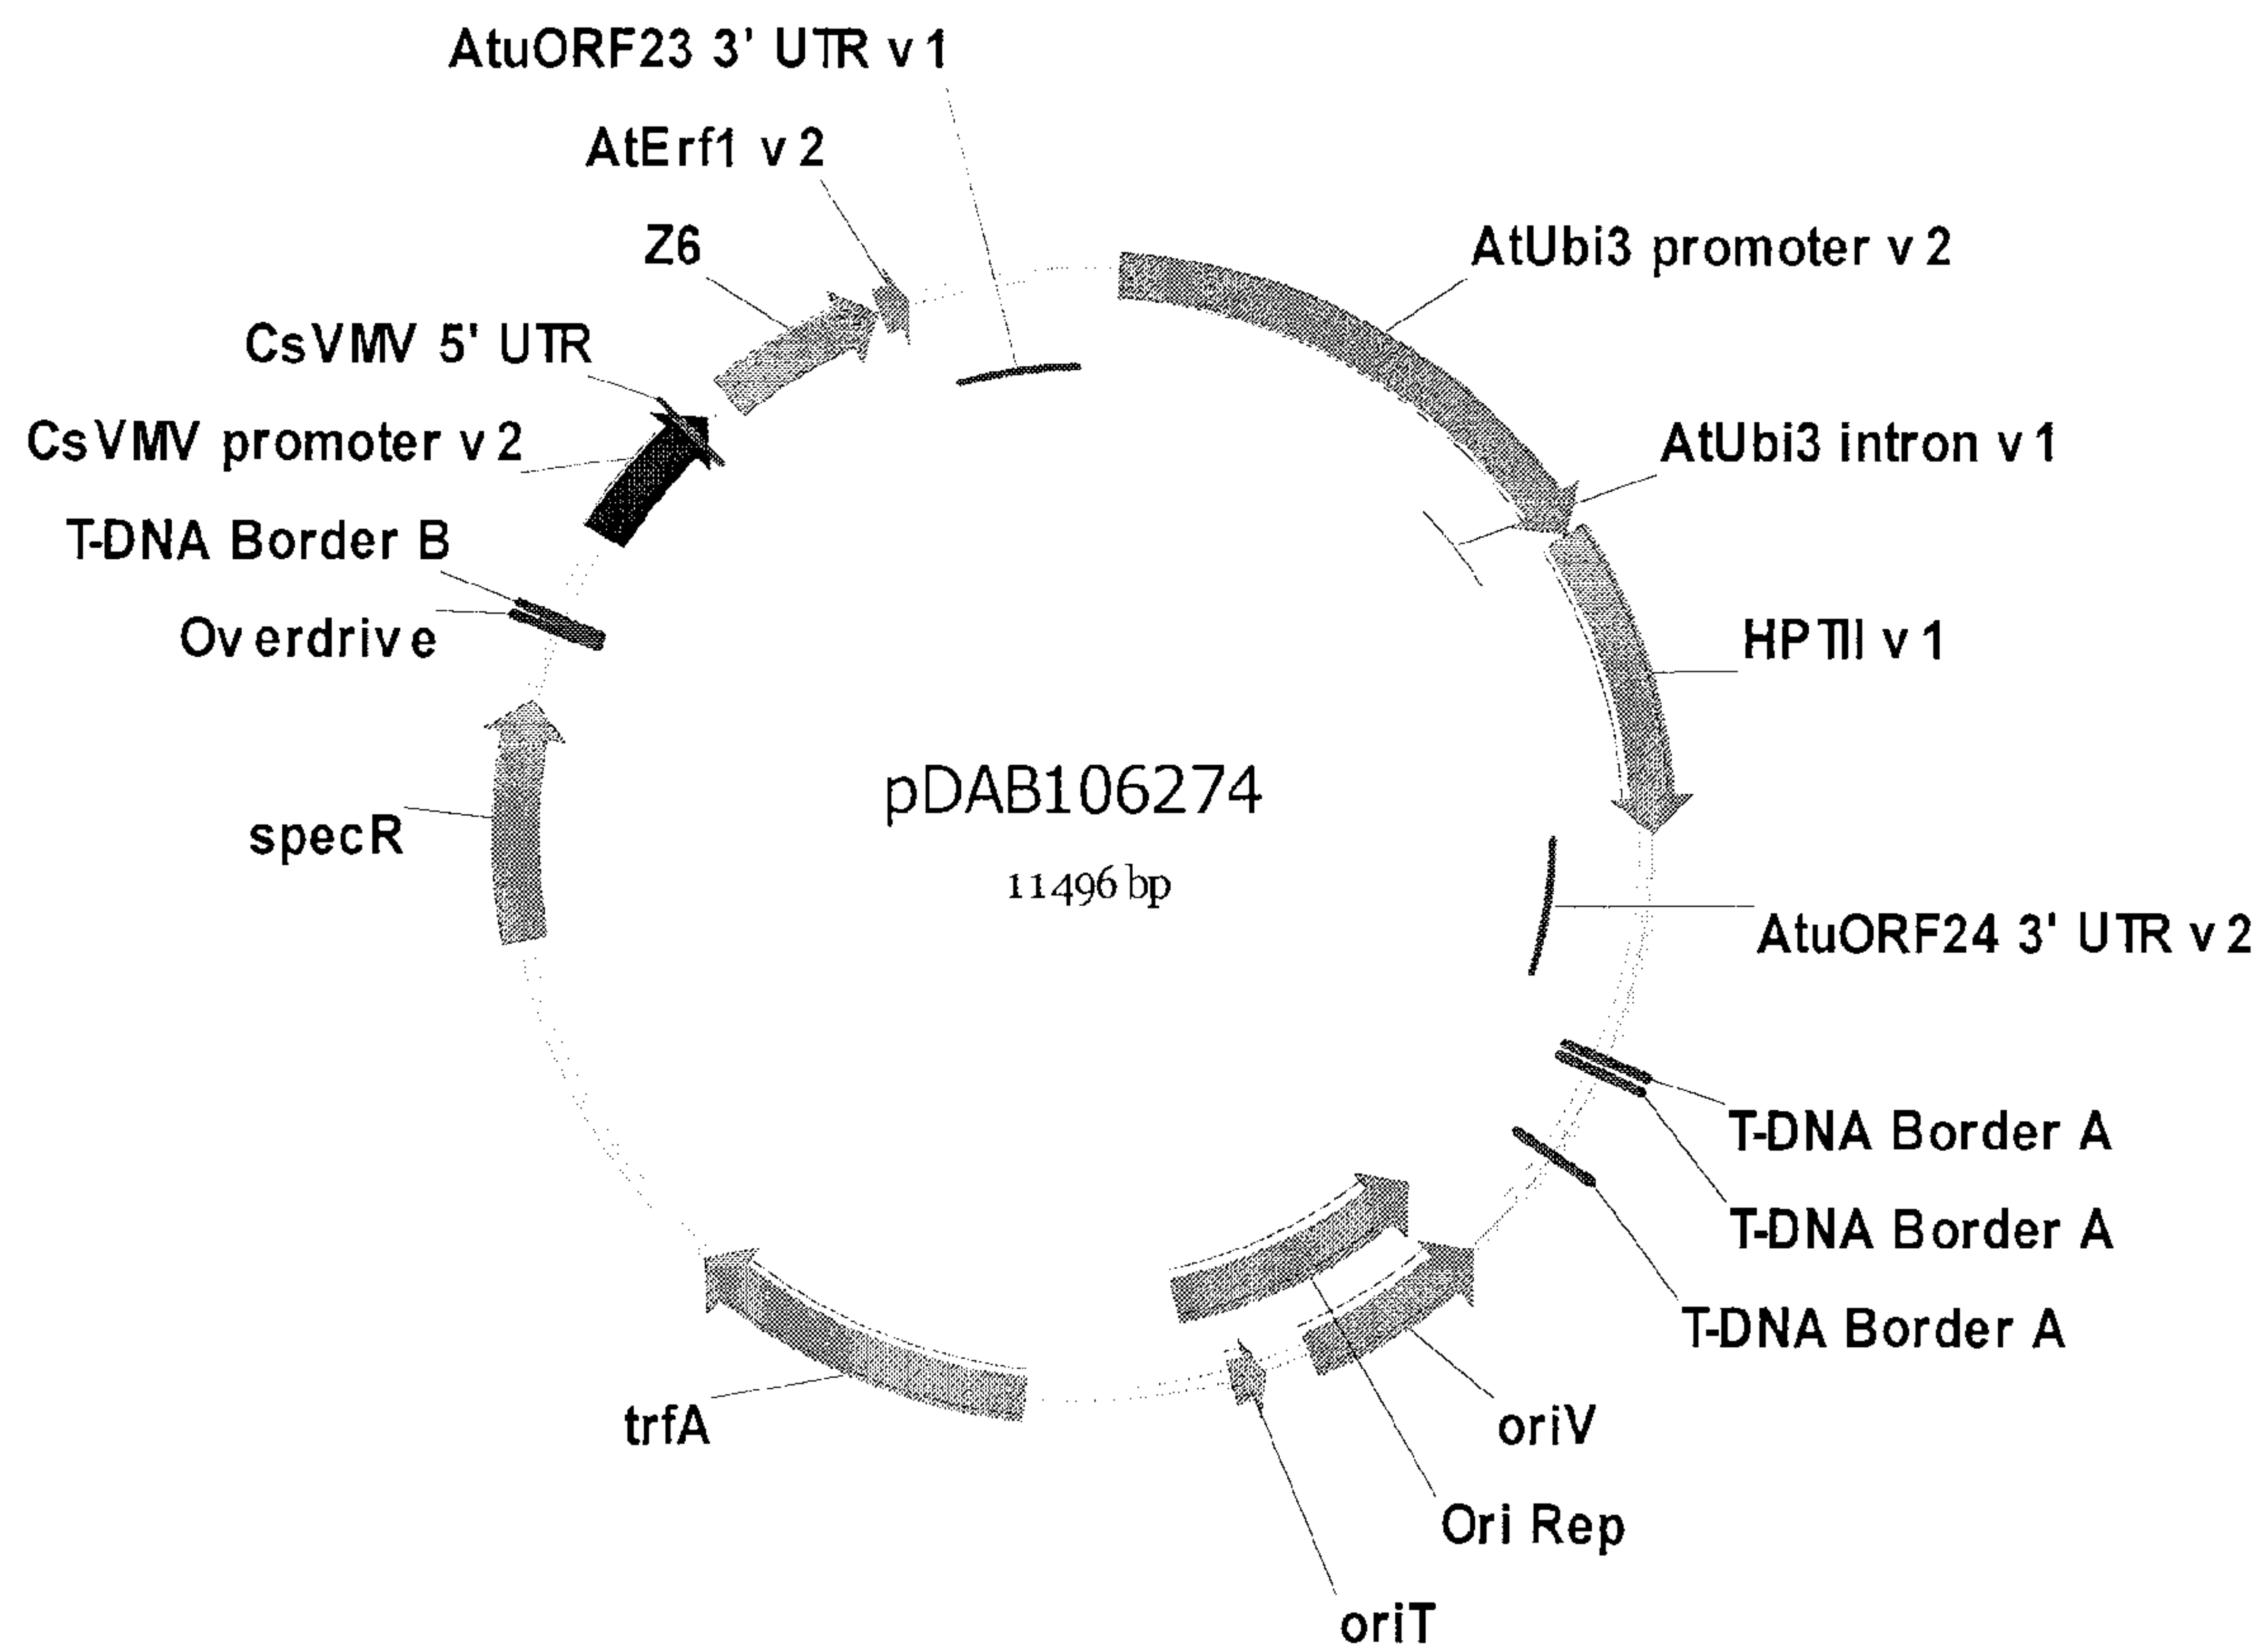 AtuORF23 3' UTR v1
AtErf1 v2
Z6
AtUbi3 promoter v2
CsVMV 5' UTR
CsVMV promoter v2
AtUbi3 intron v1
T-DNA Border B
Overdrive
HPTII v1
pDAB106274
specR
11496 bp
AtuORF24 3' UTR v2
T-DNA Border A
T-DNA Border A
T-DNA Border A
trfA
oriV
Ori Rep
oriT